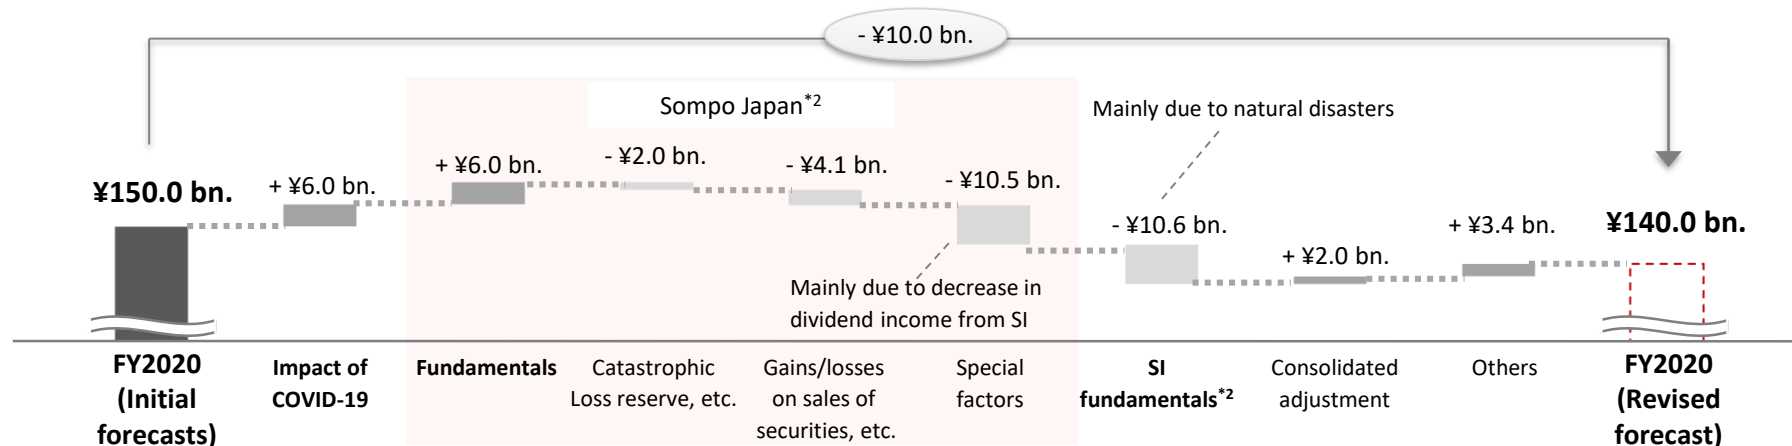 - ¥10.0 bn.
Sompo Japan*2
Mainly due to natural disasters
¥150.0 bn.
+ ¥6.0 bn.
+ ¥6.0 bn.
- ¥2.0 bn.
- ¥4.1 bn.
- ¥10.5 bn.
- ¥10.6 bn.
+ ¥2.0 bn.
+ ¥3.4 bn.
¥140.0 bn.
Mainly due to decrease in
dividend income from SI
FY2020
(Initial
forecasts)
Impact of
COVID-19
Fundamentals
Catastrophic
Loss reserve, etc.
Gains/losses
on sales of
securities, etc.
Special
factors
SI
fundamentals*2
Consolidated
adjustment
Others
FY2020
(Revised
forecast)